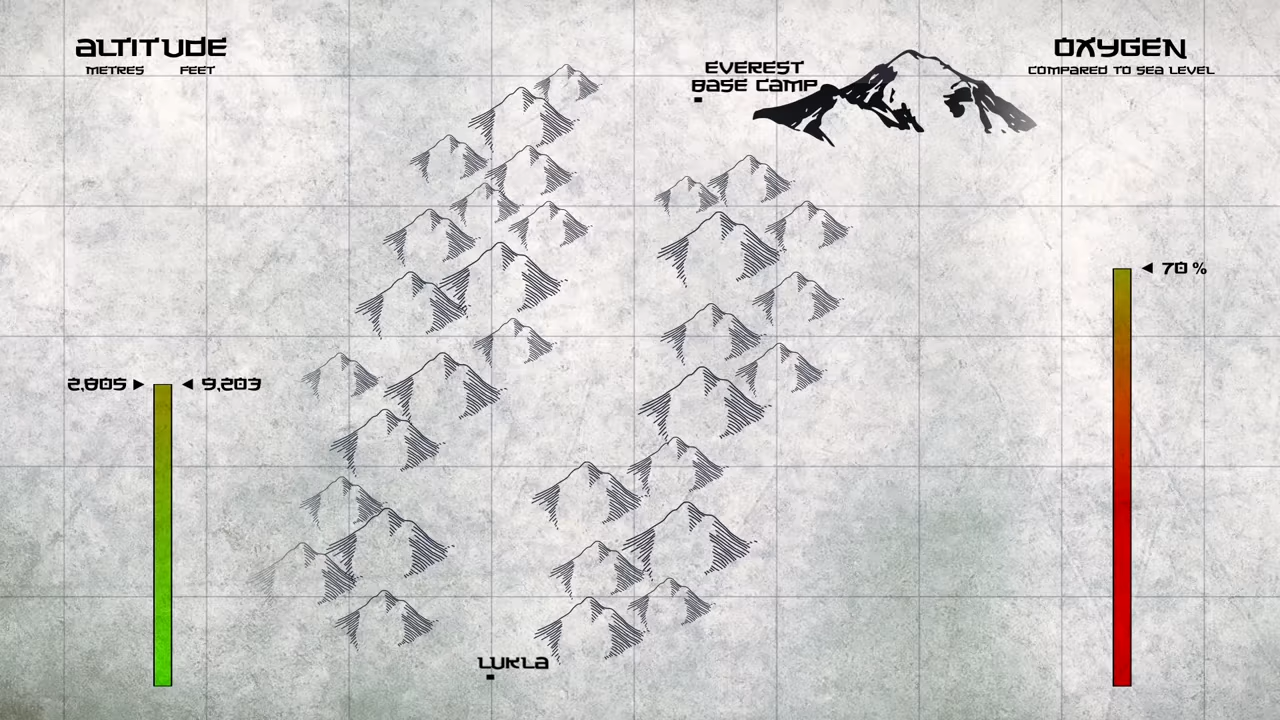 ALTITUDE
METRES FEET
OXYGEN
COMPARED TO SEA LEVEL
EVEREST
BASE CAMP
70 %
2,805 9,203
LUKLA